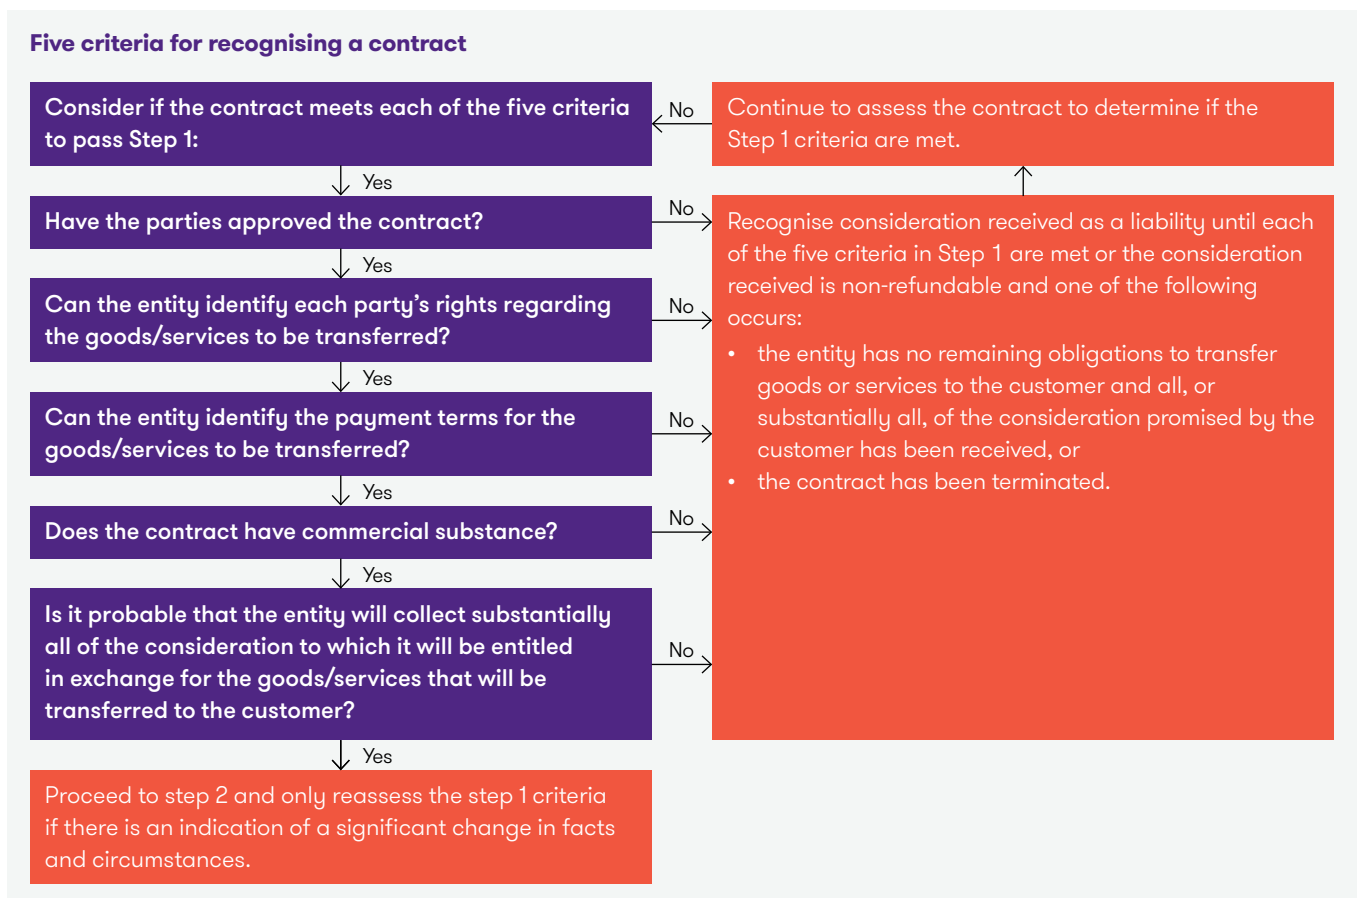 Five criteria for recognising a contract
Consider if the contract meets each of the five criteria
to pass Step 1:
No
Continue to assess the contract to determine if the
Step 1 criteria are met.
Yes
Have the parties approved the contract?
No
Recognise consideration received as a liability until each
of the five criteria in Step 1 are met or the consideration
received is non-refundable and one of the following
occurs:
• the entity has no remaining obligations to transfer
goods or services to the customer and all, or
substantially all, of the consideration promised by the
customer has been received, or
• the contract has been terminated.
Yes
Can the entity identify each party's rights regarding
the goods/services to be transferred?
No
Yes
Can the entity identify the payment terms for the
goods/services to be transferred?
No
Yes
Does the contract have commercial substance?
No
Yes
Is it probable that the entity will collect substantially
all of the consideration to which it will be entitled
in exchange for the goods/services that will be
transferred to the customer?
No
Yes
Proceed to step 2 and only reassess the step 1 criteria
if there is an indication of a significant change in facts
and circumstances.